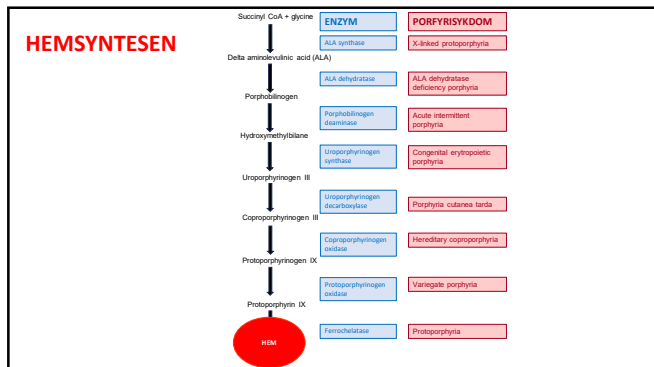 HEMSYNTESEN
Succinyl CoA + glycine
ENZYM
PORFYRISYKDOM
ALA synthase
X-linked protoporphyria
Delta aminolevulinic acid (ALA)
ALA dehydratase
ALA dehydratase
deficiency porphyria
Porphobilinogen
Porphobilinogen
deaminase
Acute intermittent
porphyria
Hydroxymethylbilane
Uroporphyrinogen
synthase
Congenital erytropoietic
porphyria
Uroporphyrinogen III
Uroporphyrinogen
decarboxylase
Porphyria cutanea tarda
Coproporphyrinogen III
Coproporphyrinogen
oxidase
Hereditary coproporphyria
Protoporphyrinogen IX
Protoporphyrinogen
oxidase
Variegate porphyria
Protoporphyrin IX
HEM
Ferrochelatase
Protoporphyria